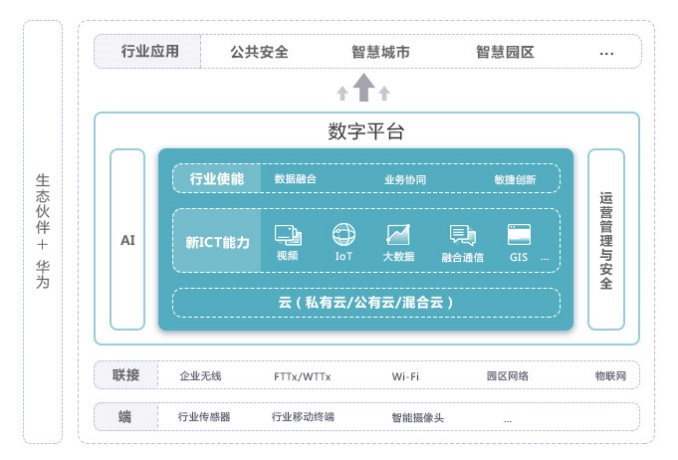 行业应用 公共安全 智慧城市 智慧园区 ...
数字平台
行业使能 数据融合 业务协同 敏捷创新
AI
新ICT能力 视频 IoT 大数据 融合通信 GIS ...
云（私有云/公有云/混合云）
运营管理与安全
生态伙伴+华为
联接 企业无线 FTTx/WTTx Wi-Fi 园区网络 物联网
端 行业传感器 行业移动终端 智能摄像头 ...